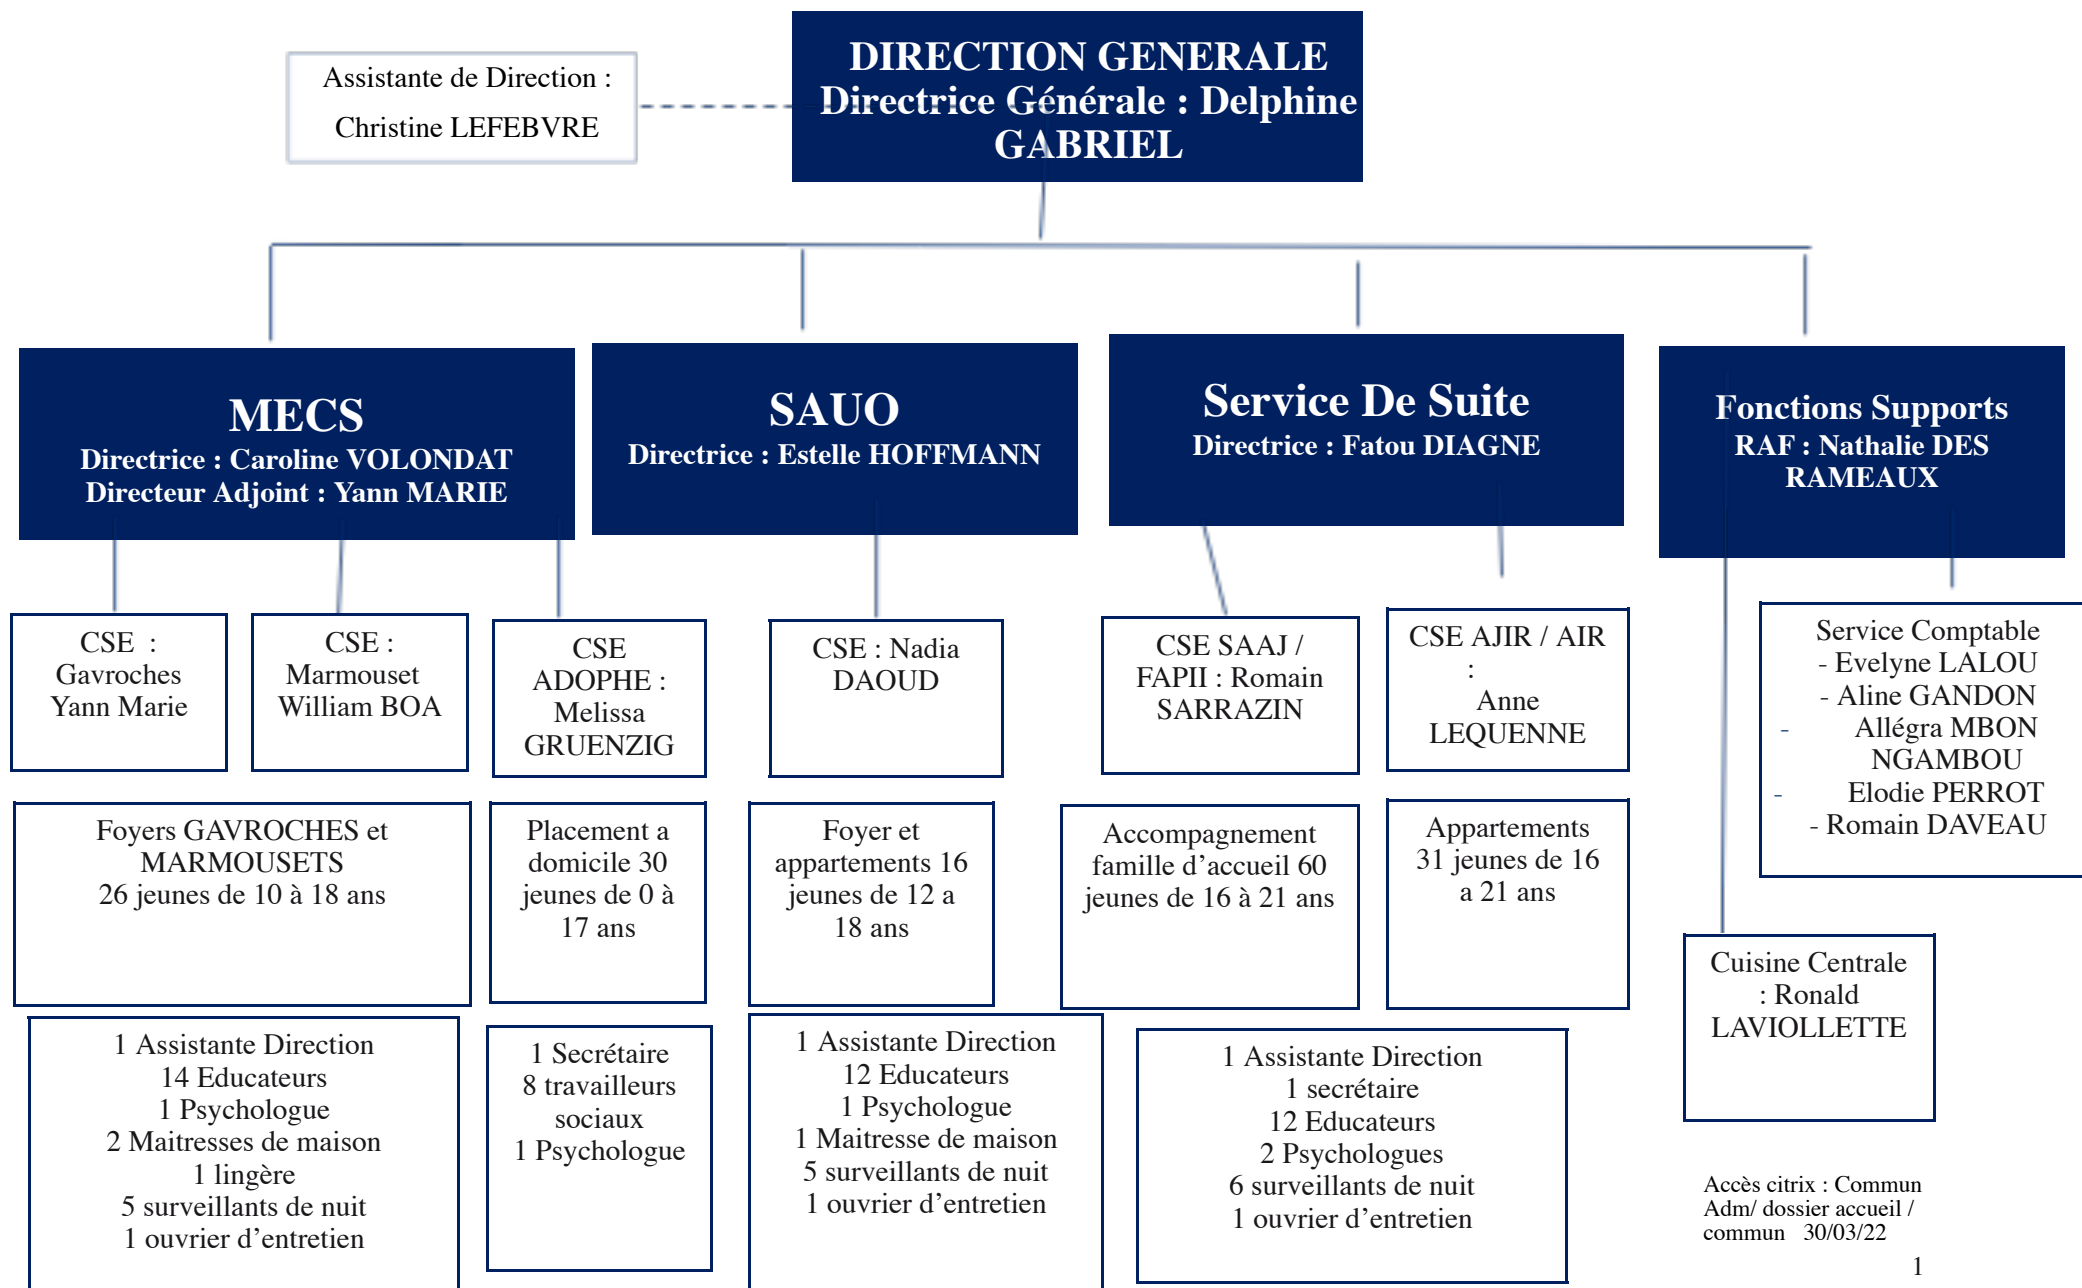 Assistante de Direction :
Christine LEFEBVRE
DIRECTION GENERALE
Directrice Générale : Delphine
GABRIEL
MECS
Directrice : Caroline VOLONDAT
Directeur Adjoint : Yann MARIE
SAUO
Directrice : Estelle HOFFMANN
Service De Suite
Directrice : Fatou DIAGNE
Fonctions Supports
RAF : Nathalie DES
RAMEAUX
CSE :
Gavroches
Yann Marie
CSE :
Marmouset
William BOA
CSE
ADOPHE :
Melissa
GRUENZIG
CSE : Nadia
DAOUD
CSE SAAJ /
FAPII : Romain
SARRAZIN
CSE AJIR / AIR
:
Anne
LEQUENNE
Service Comptable
- Evelyne LALOU
- Aline GANDON
- Allégra MBON
NGAMBOU
- Elodie PERROT
- Romain DAVEAU
Foyers GAVROCHES et
MARMOUSETS
26 jeunes de 10 à 18 ans
Placement a
domicile 30
jeunes de 0 à
17 ans
Foyer et
appartements 16
jeunes de 12 a
18 ans
Accompagnement
famille d’accueil 60
jeunes de 16 à 21 ans
Appartements
31 jeunes de 16
a 21 ans
Cuisine Centrale
: Ronald
LAVIOLLETTE
1 Assistante Direction
14 Educateurs
1 Psychologue
2 Maitresses de maison
1 lingère
5 surveillants de nuit
1 ouvrier d’entretien
1 Secrétaire
8 travailleurs
sociaux
1 Psychologue
1 Assistante Direction
12 Educateurs
1 Psychologue
1 Maitresse de maison
5 surveillants de nuit
1 ouvrier d’entretien
1 Assistante Direction
1 secrétaire
12 Educateurs
2 Psychologues
6 surveillants de nuit
1 ouvrier d’entretien
Accès citrix : Commun
Adm/ dossier accueil /
commun 30/03/22
1